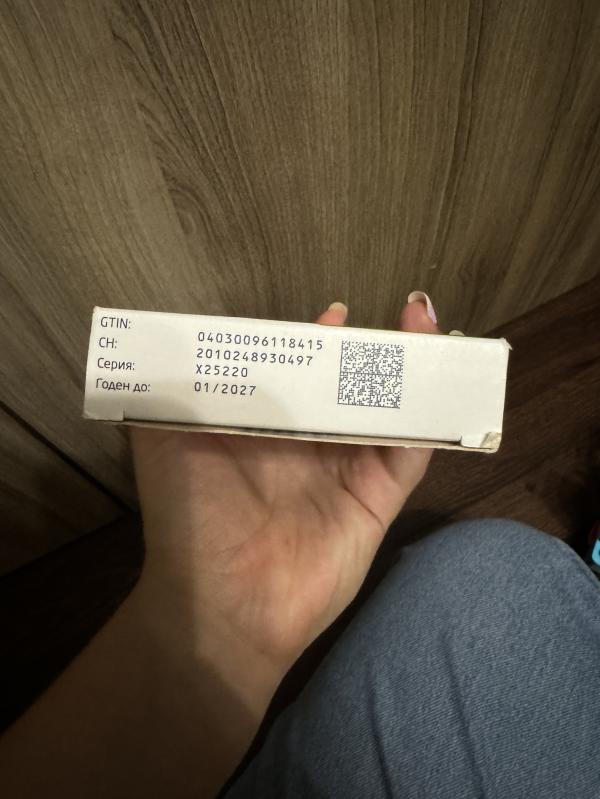 GTIN: 04030096118415
СН: 2010248930497
Серия: X25220
Годен до: 01/2027